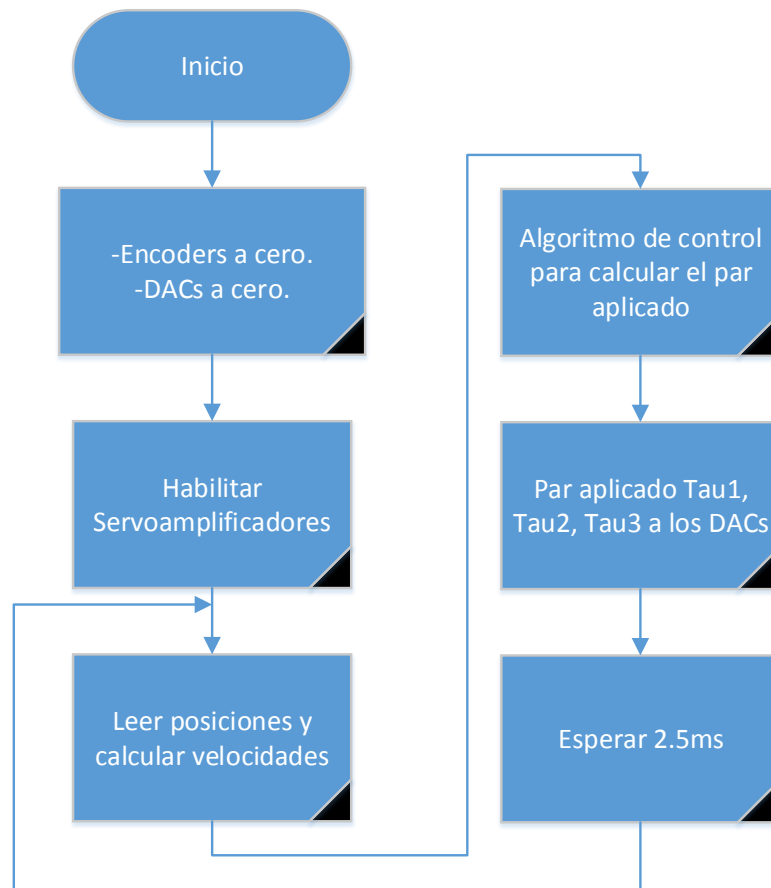 Inicio
-Encoders a cero.
-DACs a cero.
Habilitar
Servoamplificadores
Leer posiciones y
calcular velocidades
Algoritmo de control
para calcular el par
aplicado
Par aplicado Tau1,
Tau2, Tau3 a los DACs
Esperar 2.5ms